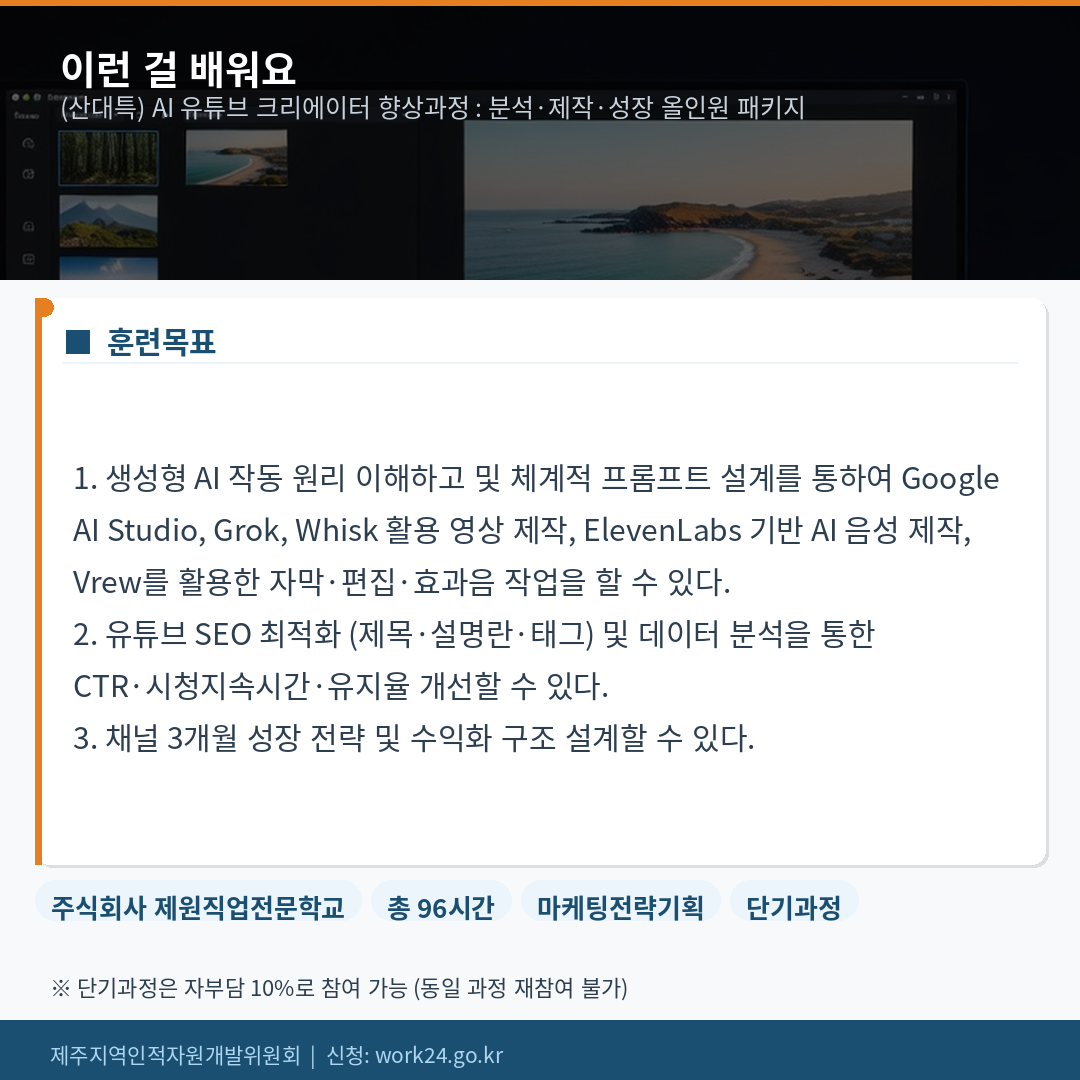 이런 걸 배워요
(산대특) AI 유튜브 크리에이터 향상과정 : 분석·제작·성장 올인원 패키지
훈련목표
1. 생성형 AI 작동 원리 이해하고 및 체계적 프롬프트 설계를 통하여 Google
AI Studio, Grok, Whisk 활용 영상 제작, ElevenLabs 기반 AI 음성 제작,
Vrew를 활용한 자막·편집·효과음 작업을 할 수 있다.
2. 유튜브 SEO 최적화 (제목·설명란·태그) 및 데이터 분석을 통한
CTR·시청지속시간·유지율 개선할 수 있다.
3. 채널 3개월 성장 전략 및 수익화 구조 설계할 수 있다.
주식회사 제원직업전문학교 총 96시간 마케팅전략기획 단기과정
※ 단기과정은 자부담 10%로 참여 가능 (동일 과정 재참여 불가)
제주지역인적자원개발위원회 | 신청: work24.go.kr